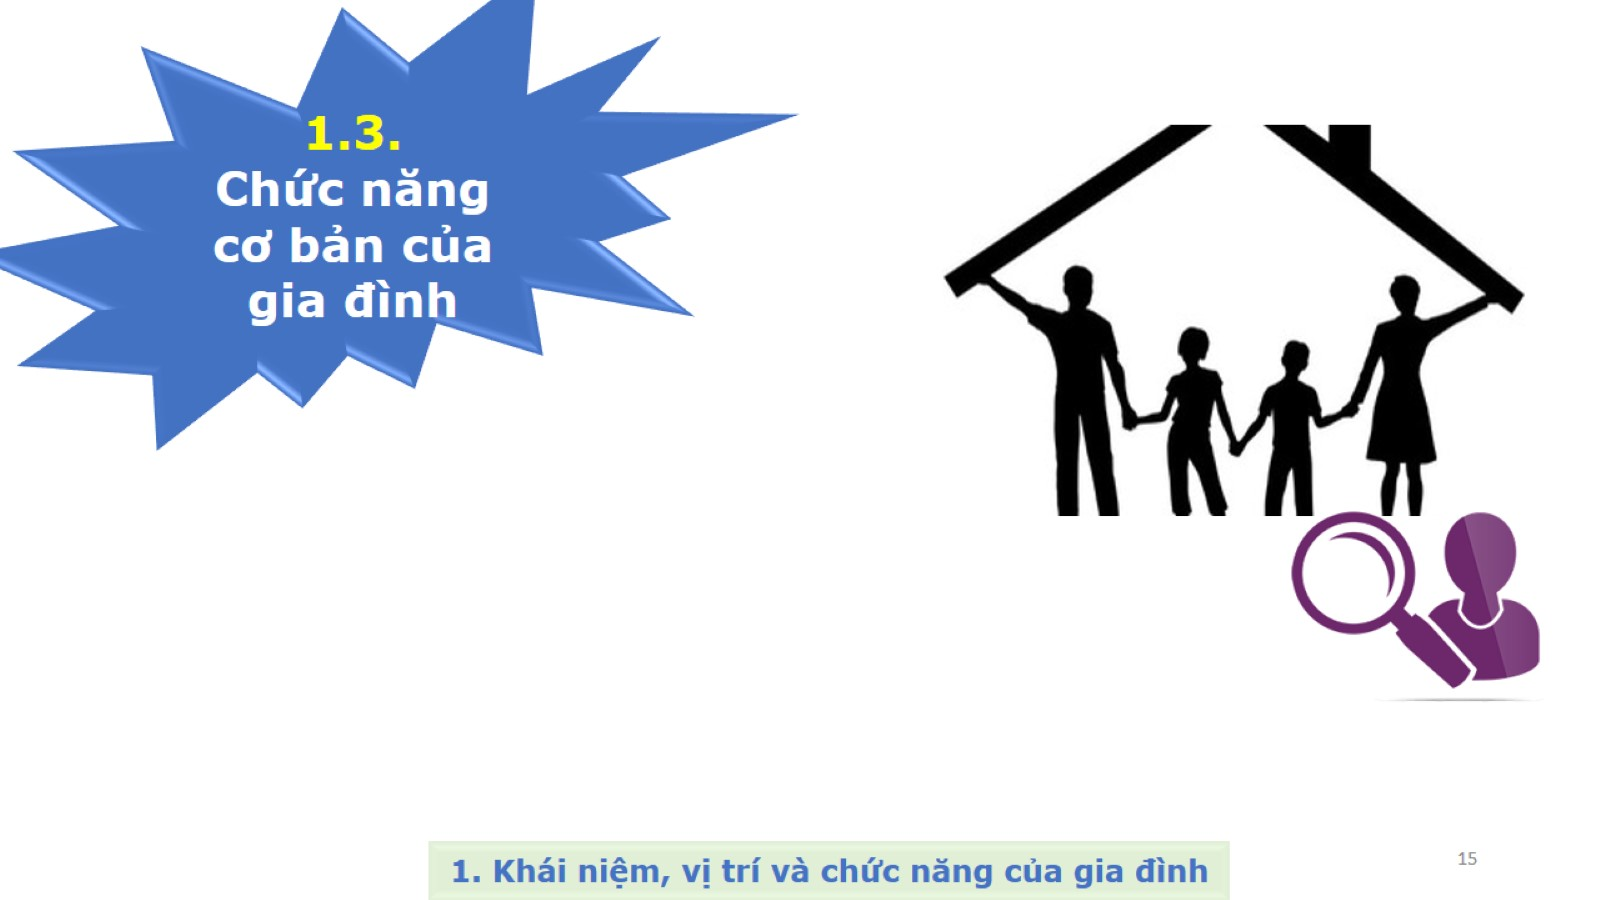 1.3.
Chức năng
cơ bản của
gia đình
1. Khái niệm, vị trí và chức năng của gia đình
15